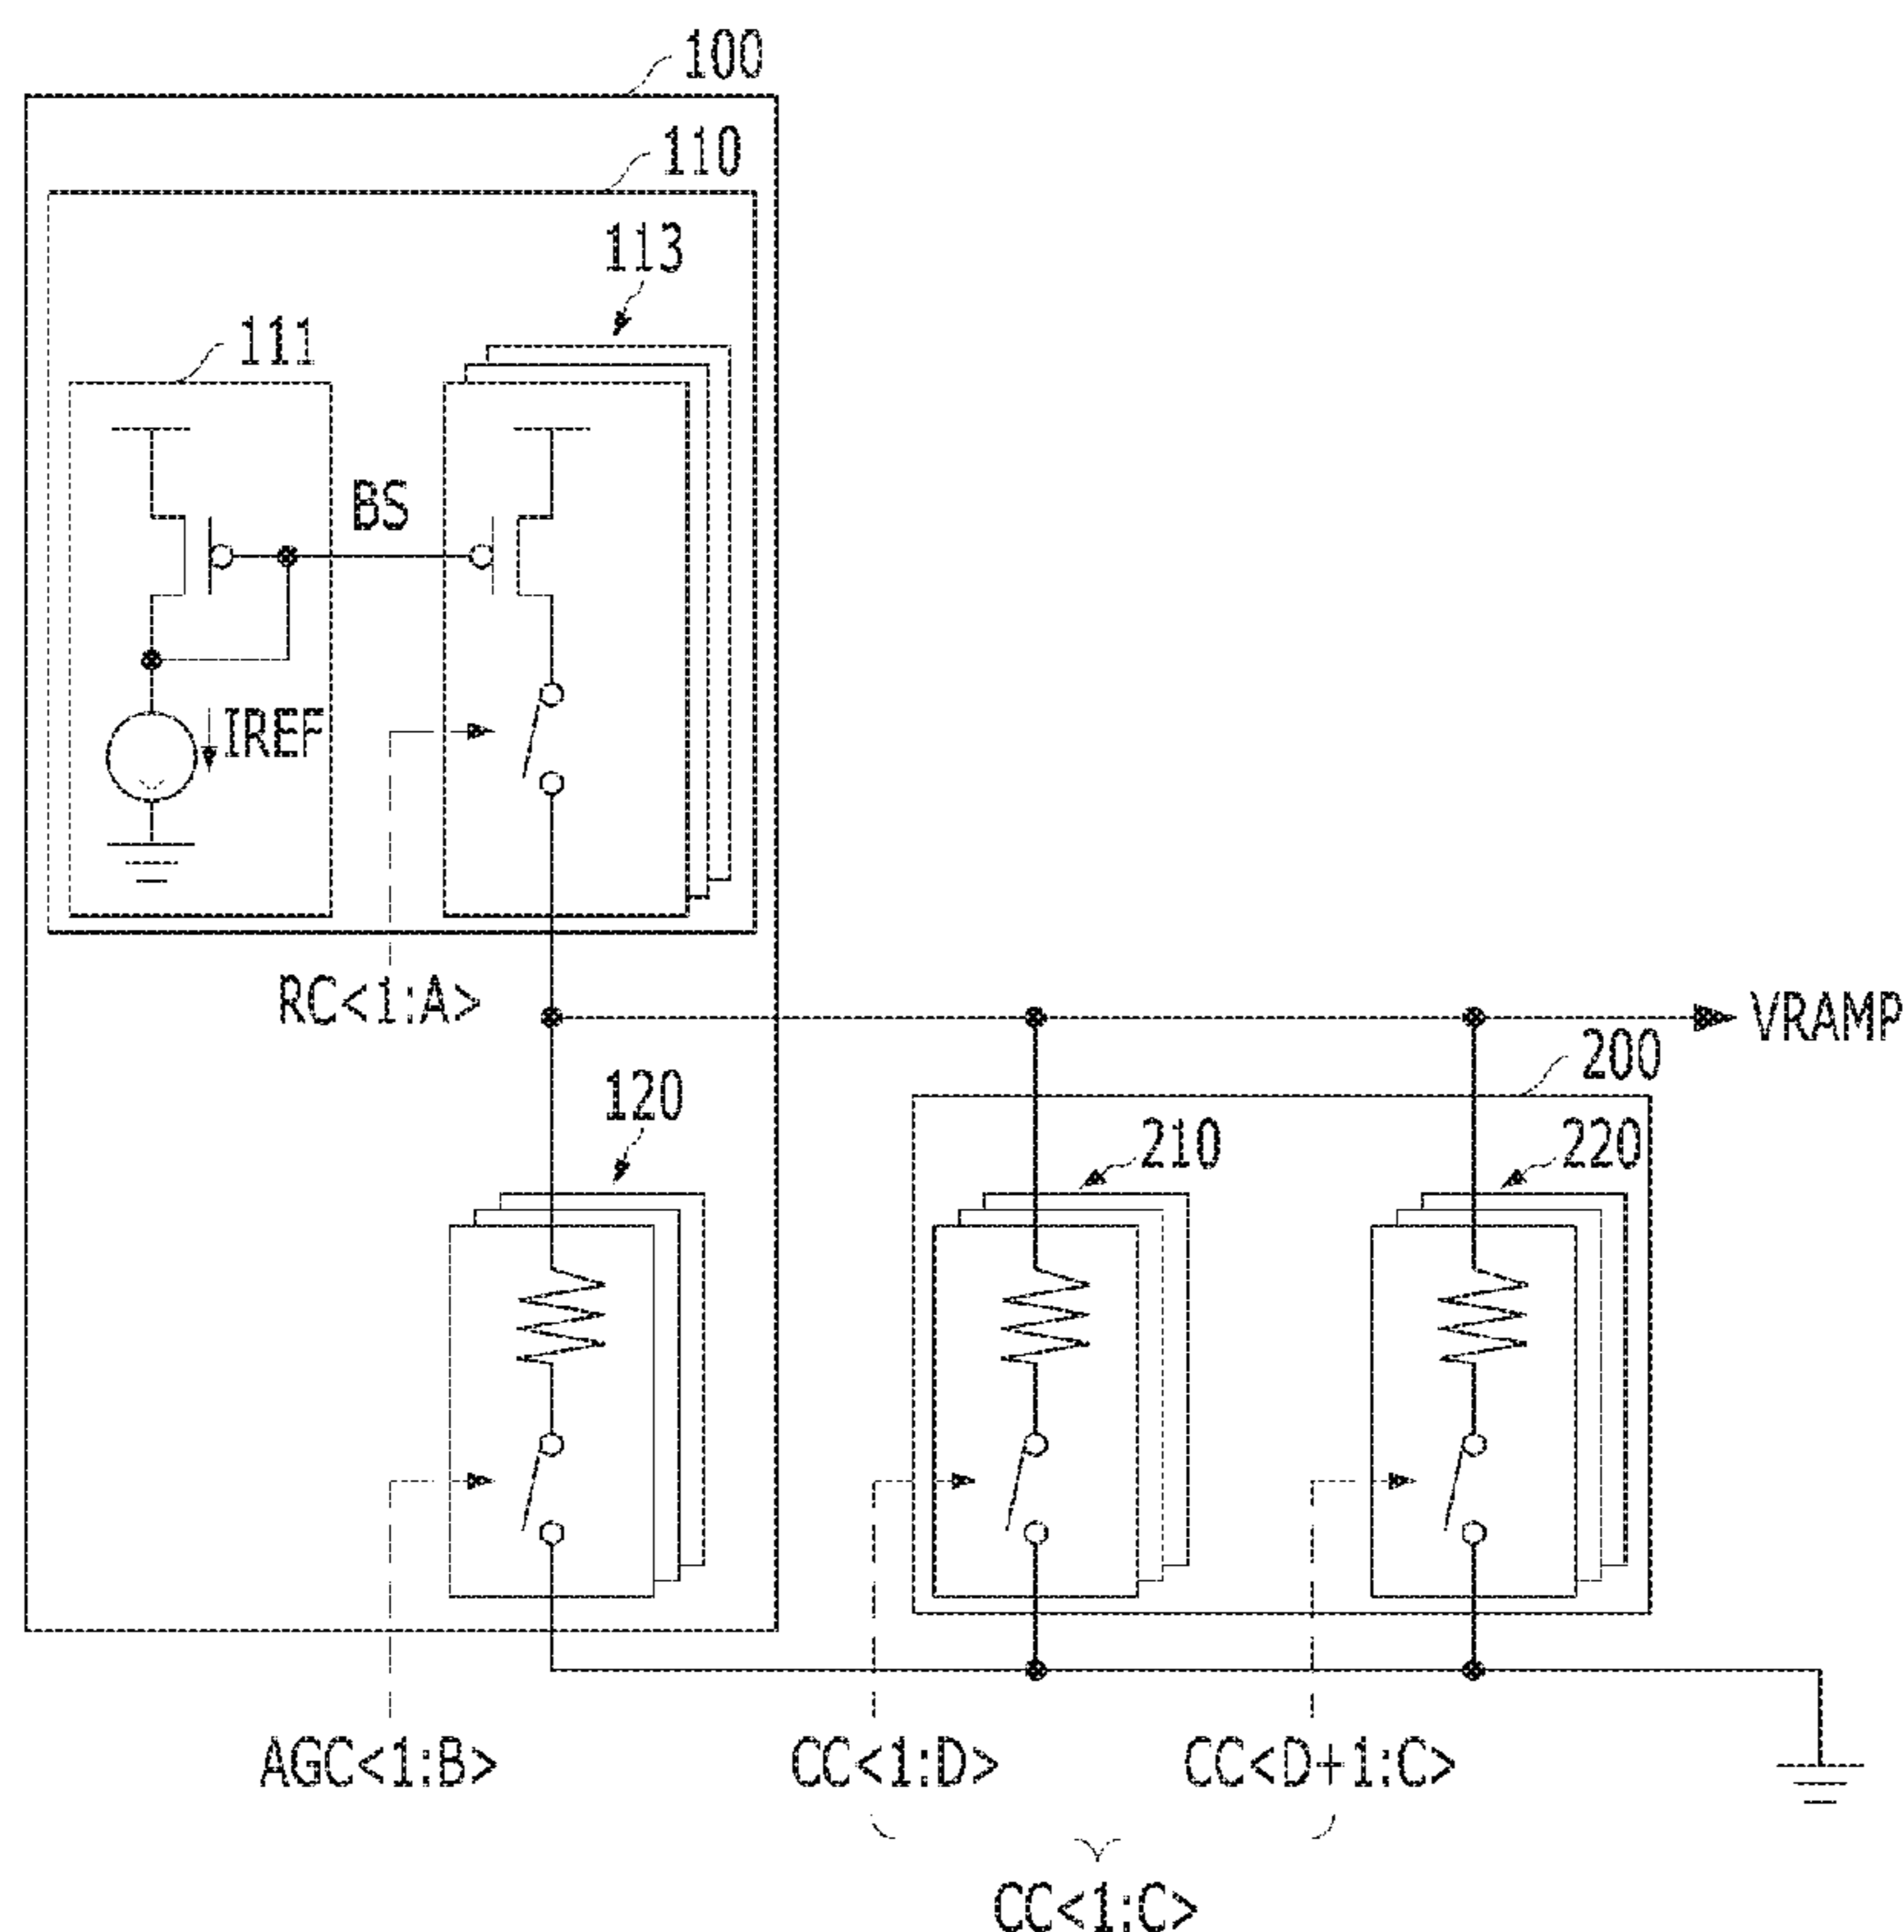 100
110
113
111
BS
IREF
RC<1:A>
VRAMP
200
120
210
220
AGC<1:B>
CC<1:D>
CC<D+1:C>
CC<1:C>